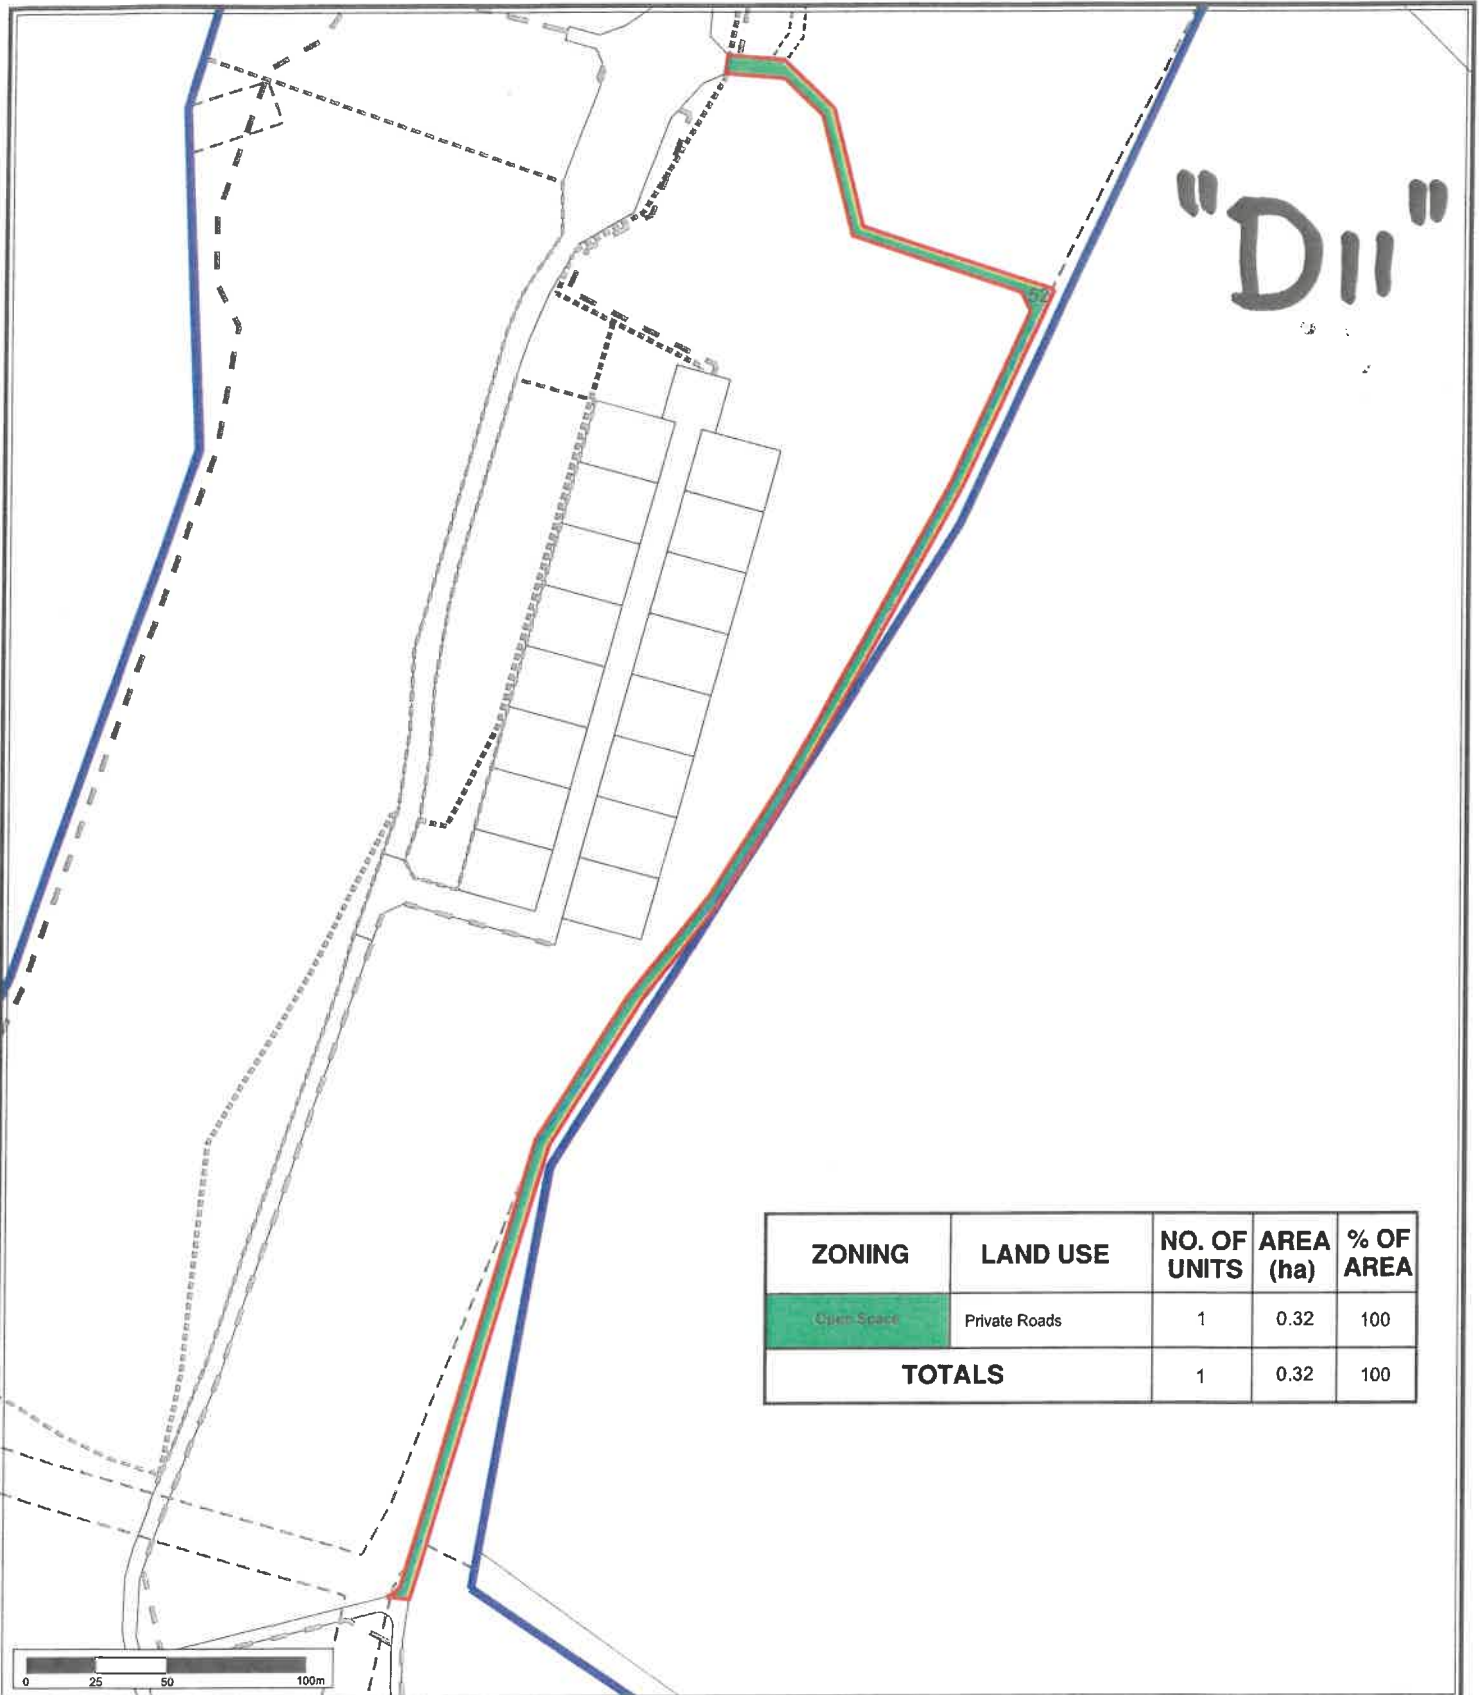 "D11"
52
ZONING LAND USE NO. OF UNITS AREA (ha) % OF AREA
Open Space Private Roads 1 0.32 100
TOTALS 1 0.32 100
0 25 50 100m